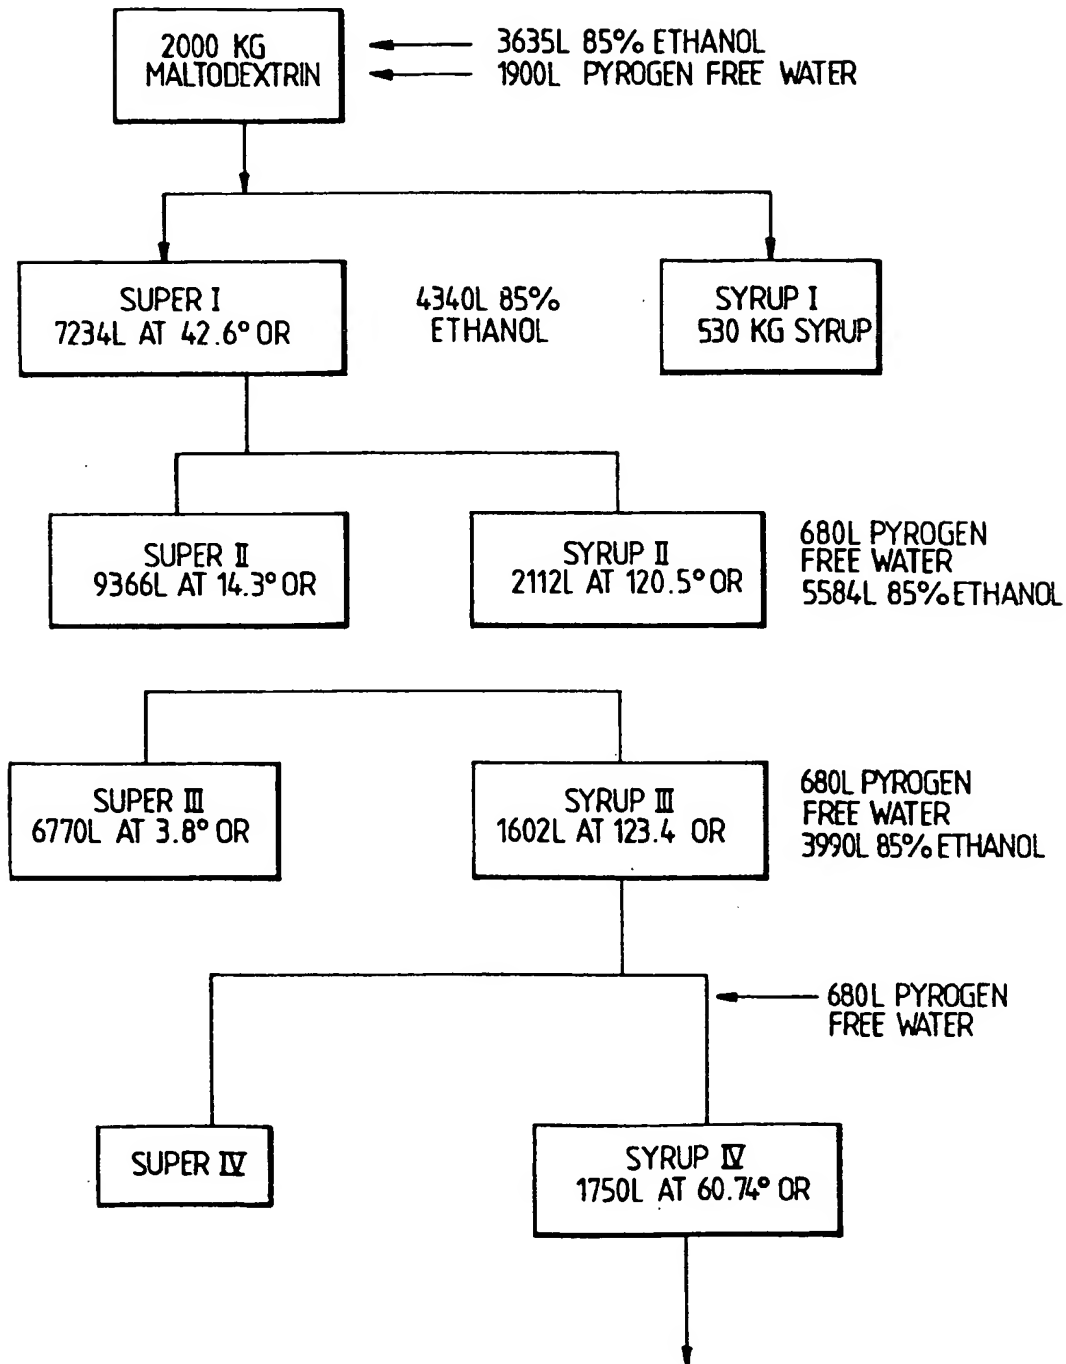 2000 KG
MALTODEXTRIN
3635L 85% ETHANOL
1900L PYROGEN FREE WATER
SUPER I
7234L AT 42.6° OR
4340L 85%
ETHANOL
SYRUP I
530 KG SYRUP
SUPER II
9366L AT 14.3° OR
SYRUP II
2112L AT 120.5° OR
680L PYROGEN
FREE WATER
5584L 85% ETHANOL
SUPER III
6770L AT 3.8° OR
SYRUP III
1602L AT 123.4 OR
680L PYROGEN
FREE WATER
3990L 85% ETHANOL
680L PYROGEN
FREE WATER
SUPER IV
SYRUP IV
1750L AT 60.74° OR